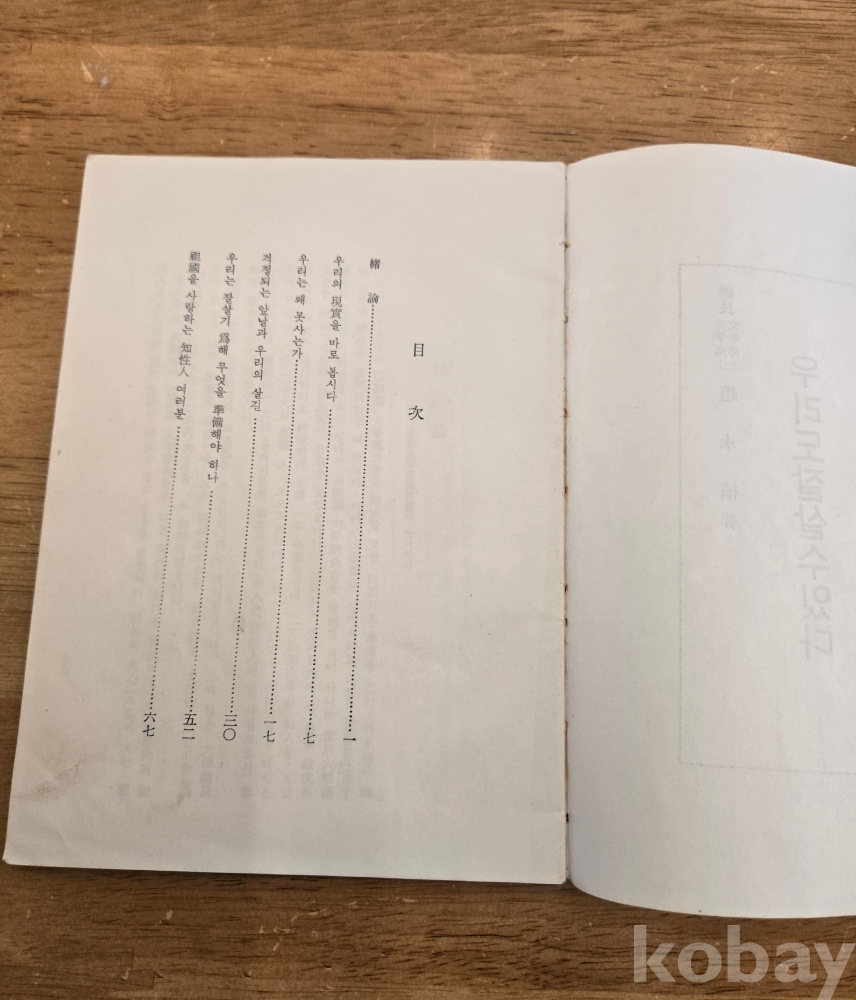 目次
緖論 一
우리의 現實을 바로 봅시다 七
우리는 왜 못사는가 一七
걱정되는 앞날과 우리의 살길 三〇
우리는 잘살기 爲해 무엇을 準備해야 하나 五二
祖國을 사랑하는 知性人 여러분 六七
우리도잘살수있다
趙永植著
kobay